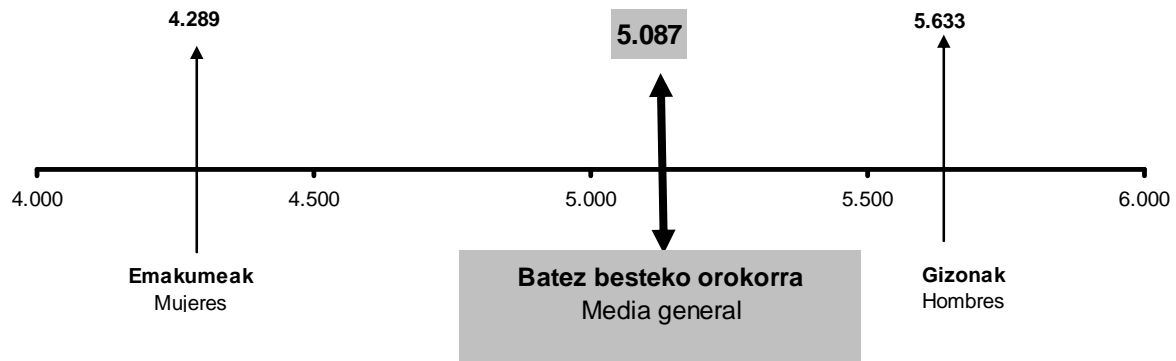 4.289
5.087
5.633
4.000
4.500
5.000
5.500
6.000
Emakumeak
Mujeres
Batez besteko orokorra
Media general
Gizonak
Hombres